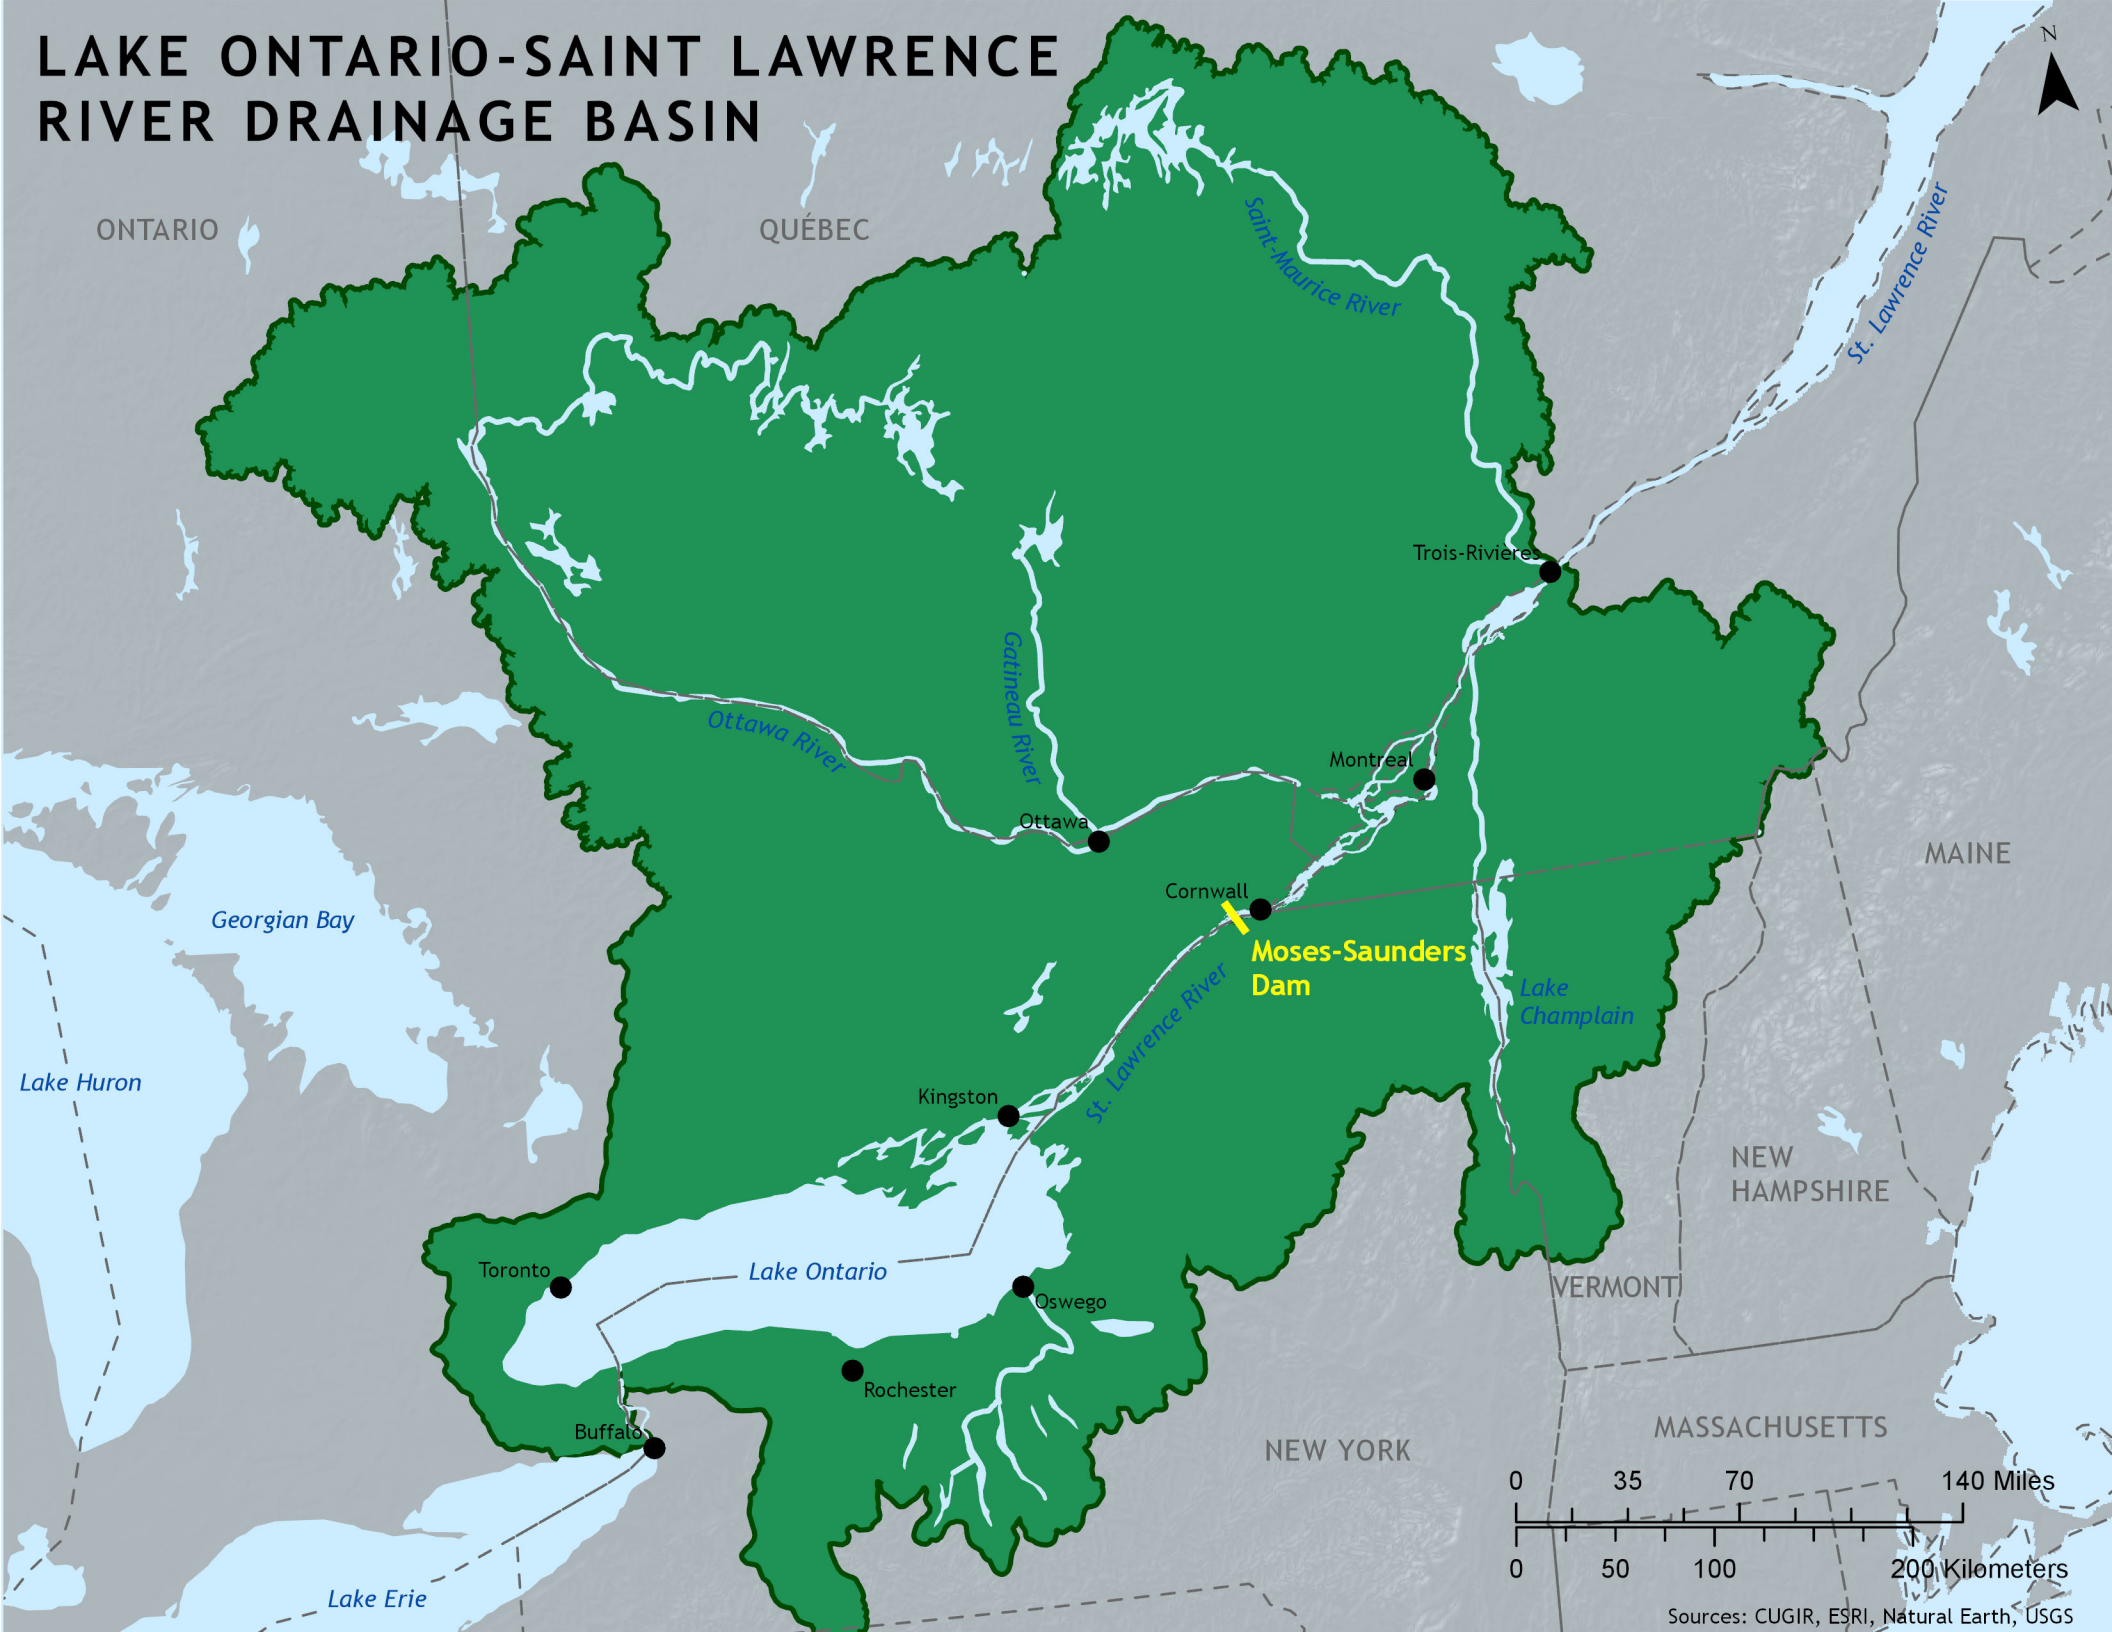 LAKE ONTARIO-SAINT LAWRENCE
RIVER DRAINAGE BASIN
N
ONTARIO
QUÉBEC
Saint-Maurice River
St. Lawrence River
Trois-Rivières
Gatineau River
Ottawa River
Montreal
Ottawa
MAINE
Cornwall
Georgian Bay
Moses-Saunders
Dam
Lake
Champlain
St. Lawrence River
Lake Huron
Kingston
NEW
HAMPSHIRE
Toronto
Lake Ontario
Oswego
VERMONT
Rochester
Buffalo
NEW YORK
MASSACHUSETTS
0 35 70 140 Miles
0 50 100 200 Kilometers
Lake Erie
Sources: CUGIR, ESRI, Natural Earth, USGS